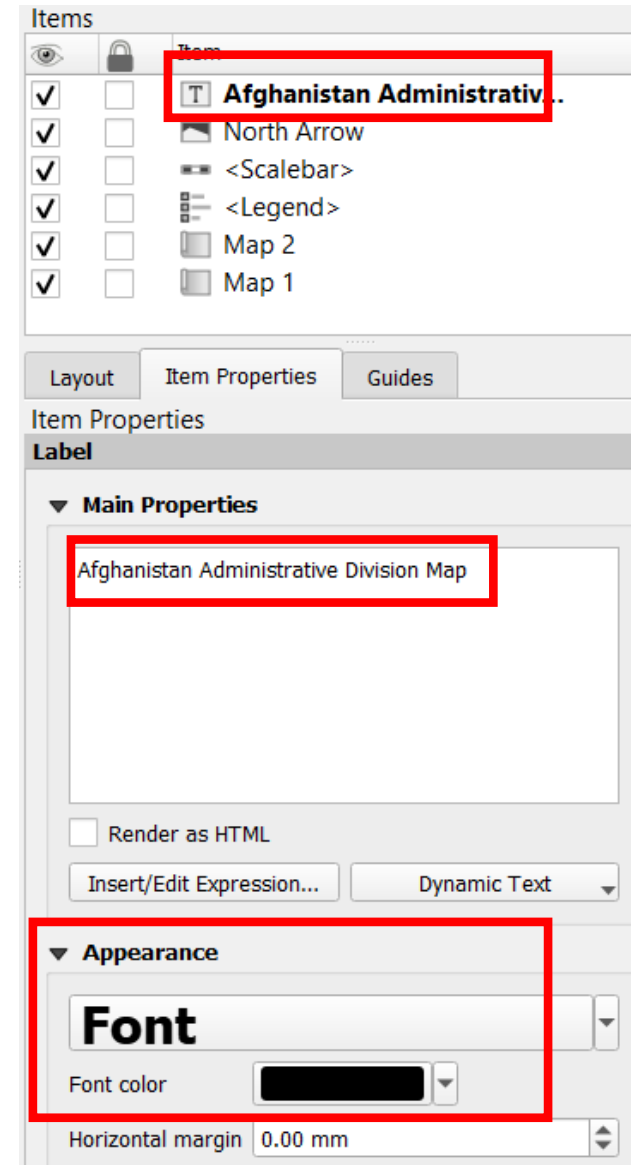 Items
Item
Afghanistan Administrativ...
North Arrow
<Scalebar>
<Legend>
Map 2
Map 1
Layout Item Properties Guides
Item Properties
Label
Main Properties
Afghanistan Administrative Division Map
Render as HTML
Insert/Edit Expression... Dynamic Text
Appearance
Font
Font color
Horizontal margin 0.00 mm